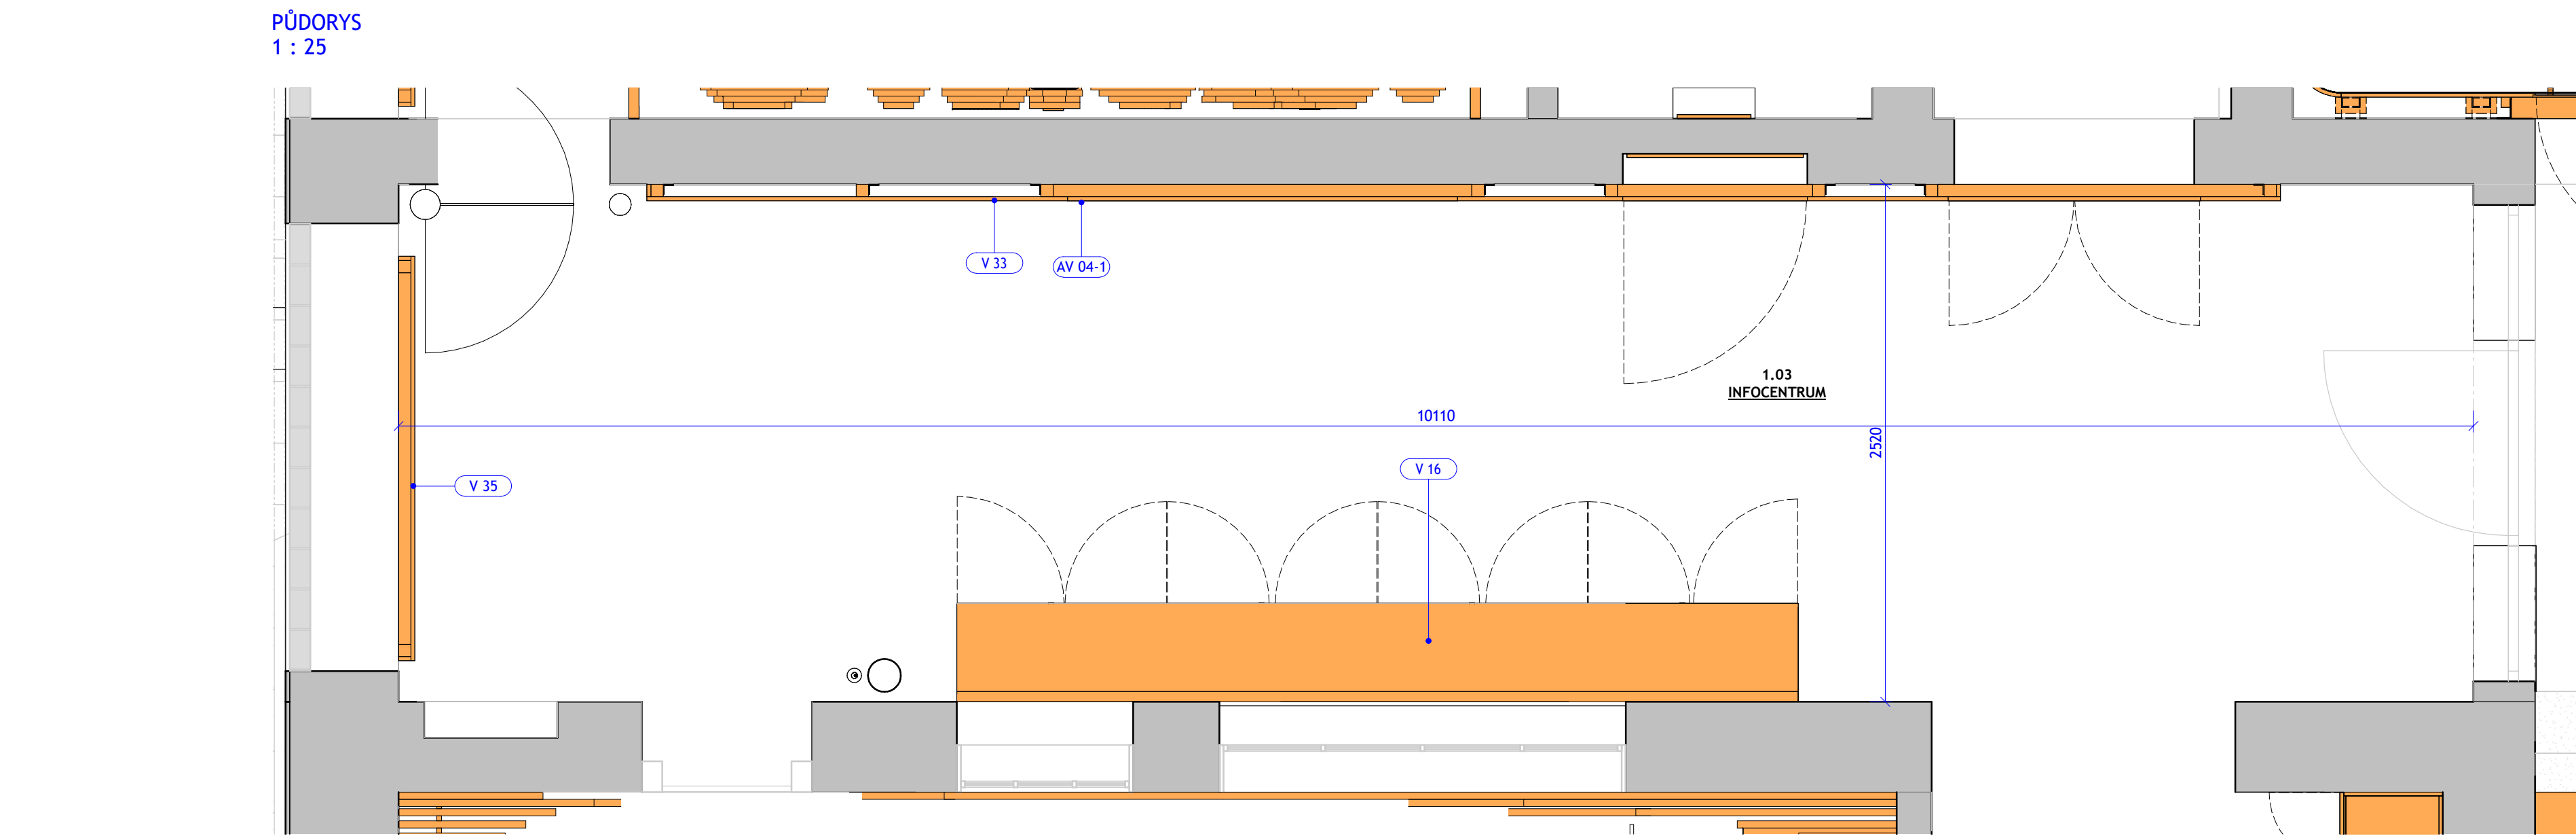 PŮDORYS
1 : 25
V 33
AV 04-1
1.03
INFOCENTRUM
10110
2520
V 16
V 35